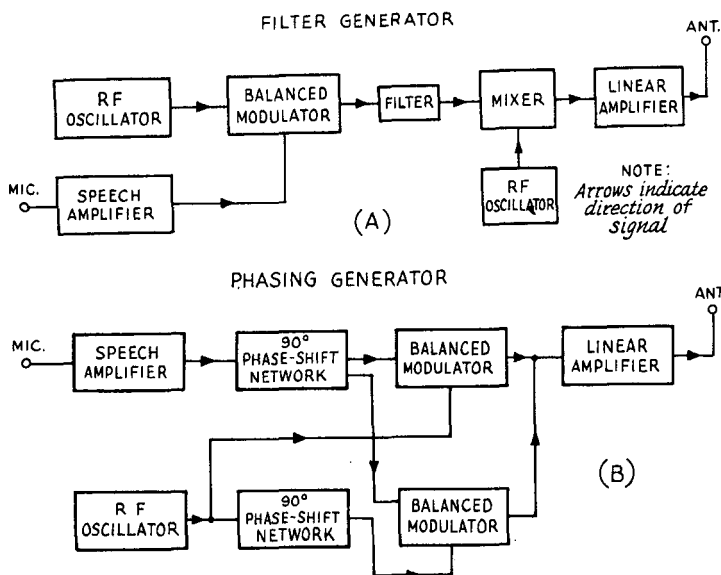 FILTER GENERATOR
ANT.
RF
OSCILLATOR
BALANCED
MODULATOR
FILTER
MIXER
LINEAR
AMPLIFIER
MIC.
SPEECH
AMPLIFIER
RF
OSCILLATOR
NOTE:
Arrows indicate
direction of
signal
(A)
PHASING GENERATOR
ANT
MIC.
SPEECH
AMPLIFIER
90°
PHASE-SHIFT
NETWORK
BALANCED
MODULATOR
LINEAR
AMPLIFIER
(B)
R F
OSCILLATOR
90°
PHASE-SHIFT
NETWORK
BALANCED
MODULATOR